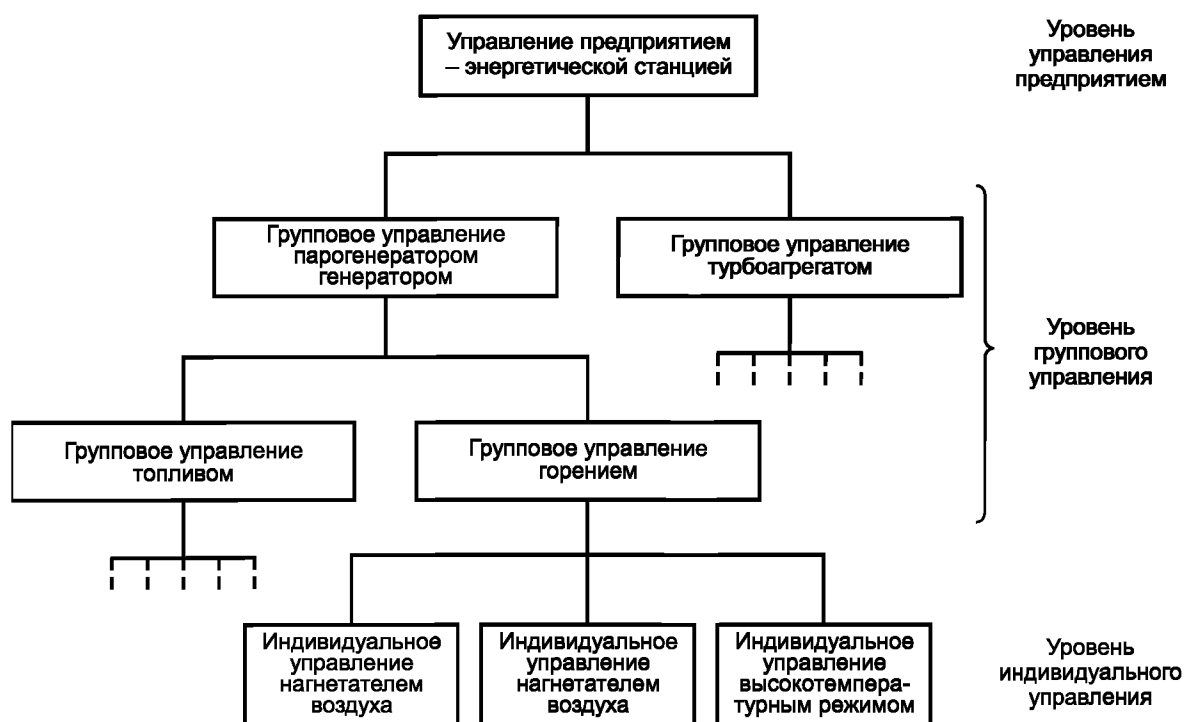 Управление предприятием
– энергетической станцией
Уровень
управления
предприятием
Групповое управление
парогенератором
генератором
Групповое управление
турбоагрегатом
Уровень
группового
управления
Групповое управление
топливом
Групповое управление
горением
Индивидуальное
управление
нагнетателем
воздуха
Индивидуальное
управление
нагнетателем
воздуха
Индивидуальное
управление
высокотемпера-
турным режимом
Уровень
индивидуального
управления